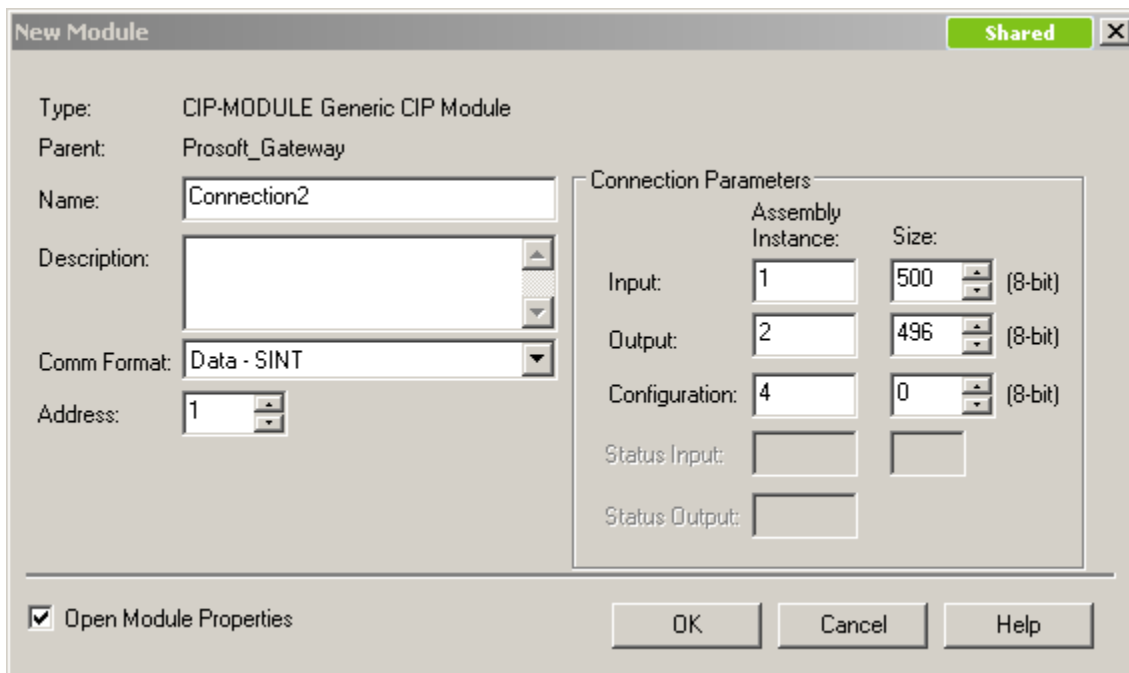 New Module
Shared
Type: CIP-MODULE Generic CIP Module
Parent: Prosoft_Gateway
Name: Connection2
Description:
Comm Format: Data - SINT
Address: 1
Connection Parameters
Assembly Instance: Size:
Input: 1 500 (8-bit)
Output: 2 496 (8-bit)
Configuration: 4 0 (8-bit)
Status Input:
Status Output:
Open Module Properties
OK Cancel Help